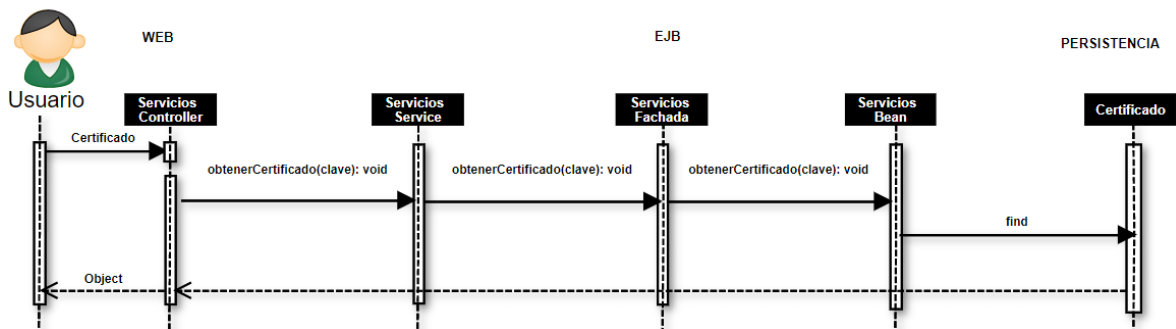 WEB
EJB
PERSISTENCIA
Usuario
Servicios
Controller
Servicios
Service
Servicios
Fachada
Servicios
Bean
Certificado
Certificado
obtenerCertificado(clave): void
obtenerCertificado(clave): void
obtenerCertificado(clave): void
find
Object